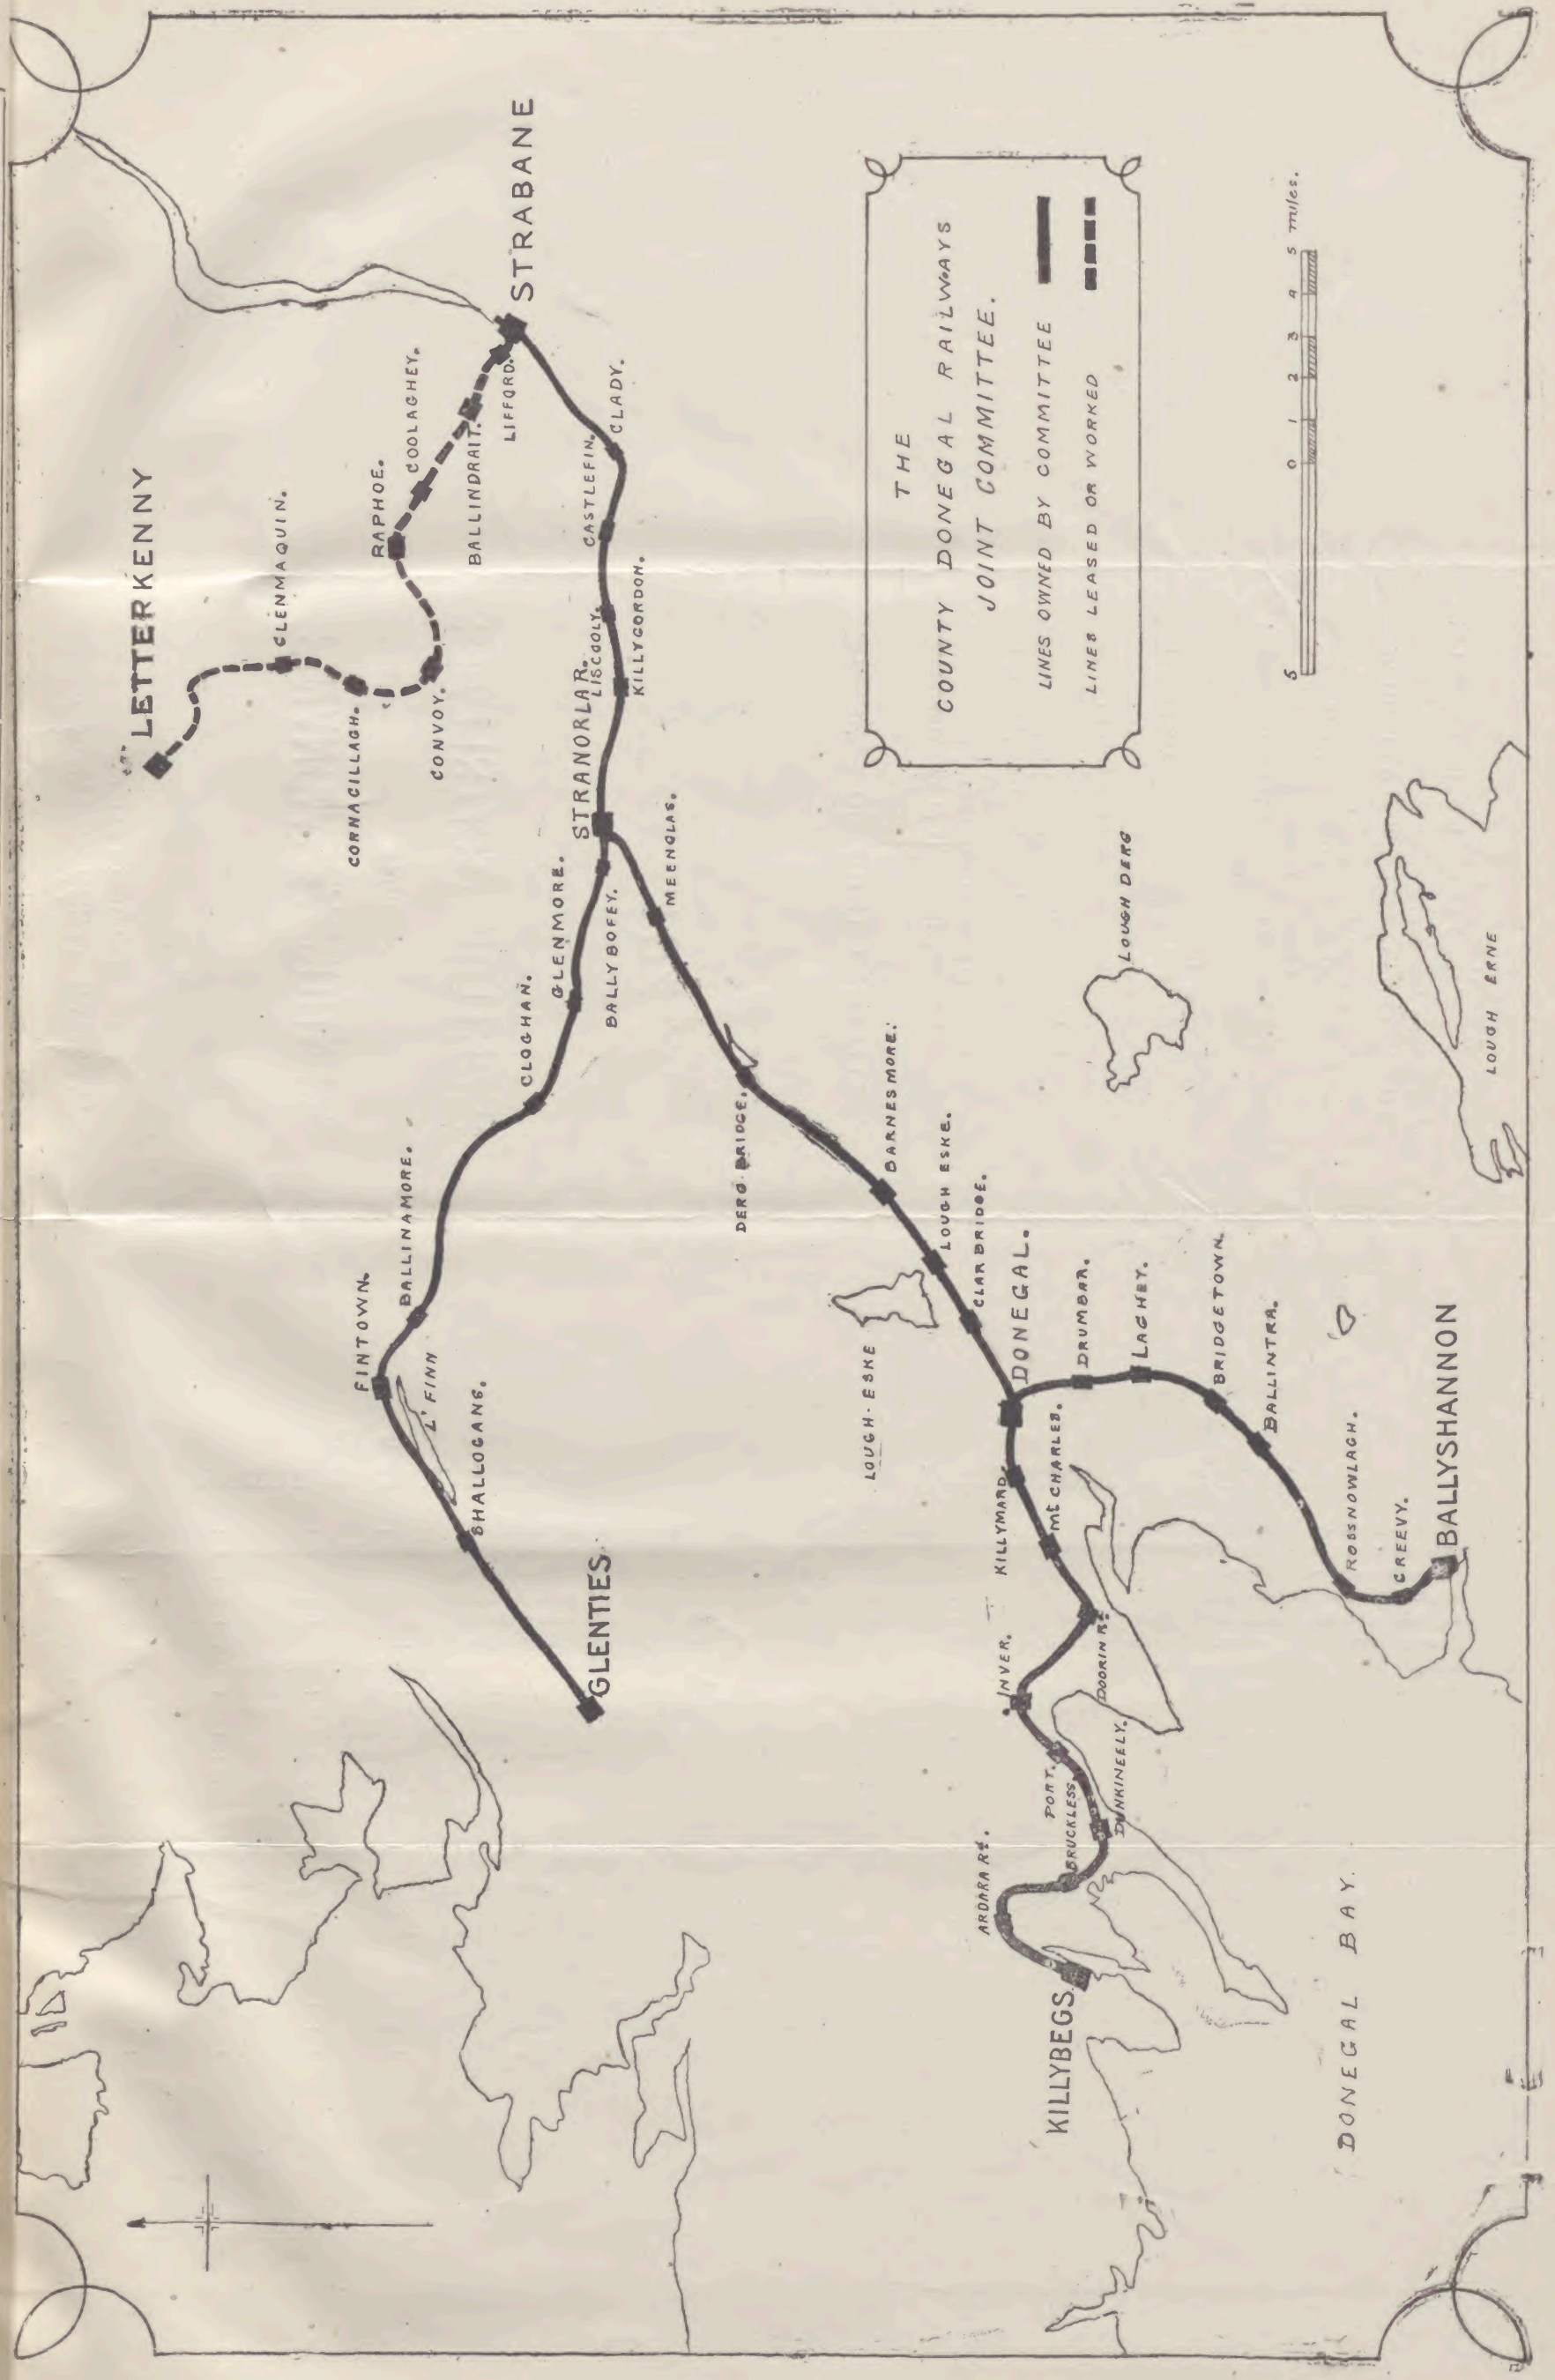 LETTERKENNY
GLENMAQUIN.
CORNAGILLAGH.
CONVOY.
RAPHOE.
COOLAGHEY.
BALLINDRAIT.
LIFFORD.
STRABANE
CLADY.
CASTLEFIN.
LISCOOLY.
KILLYGORDON.
STRANORLAR.
BALLYBOFEY.
GLENMORE.
CLOGHAN.
BALLINAMORE.
FINTOWN.
L' FINN
SHALLOGANS.
GLENTIES
MEENGLAS.
DERG BRIDGE.
BARNESMORE.
LOUGH ESKE.
CLAR BRIDGE.
LOUGH ESKE
DONEGAL.
DRUMBAR.
LAGHEY.
BRIDGETOWN.
BALLINTRA.
ROSSNOWLAGH.
CREEVY.
BALLYSHANNON
KILLYMARD.
Mt CHARLES.
DOORIN Rd.
INVER.
PORT.
DUNKINEELY.
BRUCKLESS.
ARDARA Rd.
KILLYBEGS
DONEGAL BAY.
LOUGH DERG
LOUGH ERNE
THE
COUNTY DONEGAL RAILWAYS
JOINT COMMITTEE.
LINES OWNED BY COMMITTEE
LINES LEASED OR WORKED
5 0 1 2 3 4 5 miles.